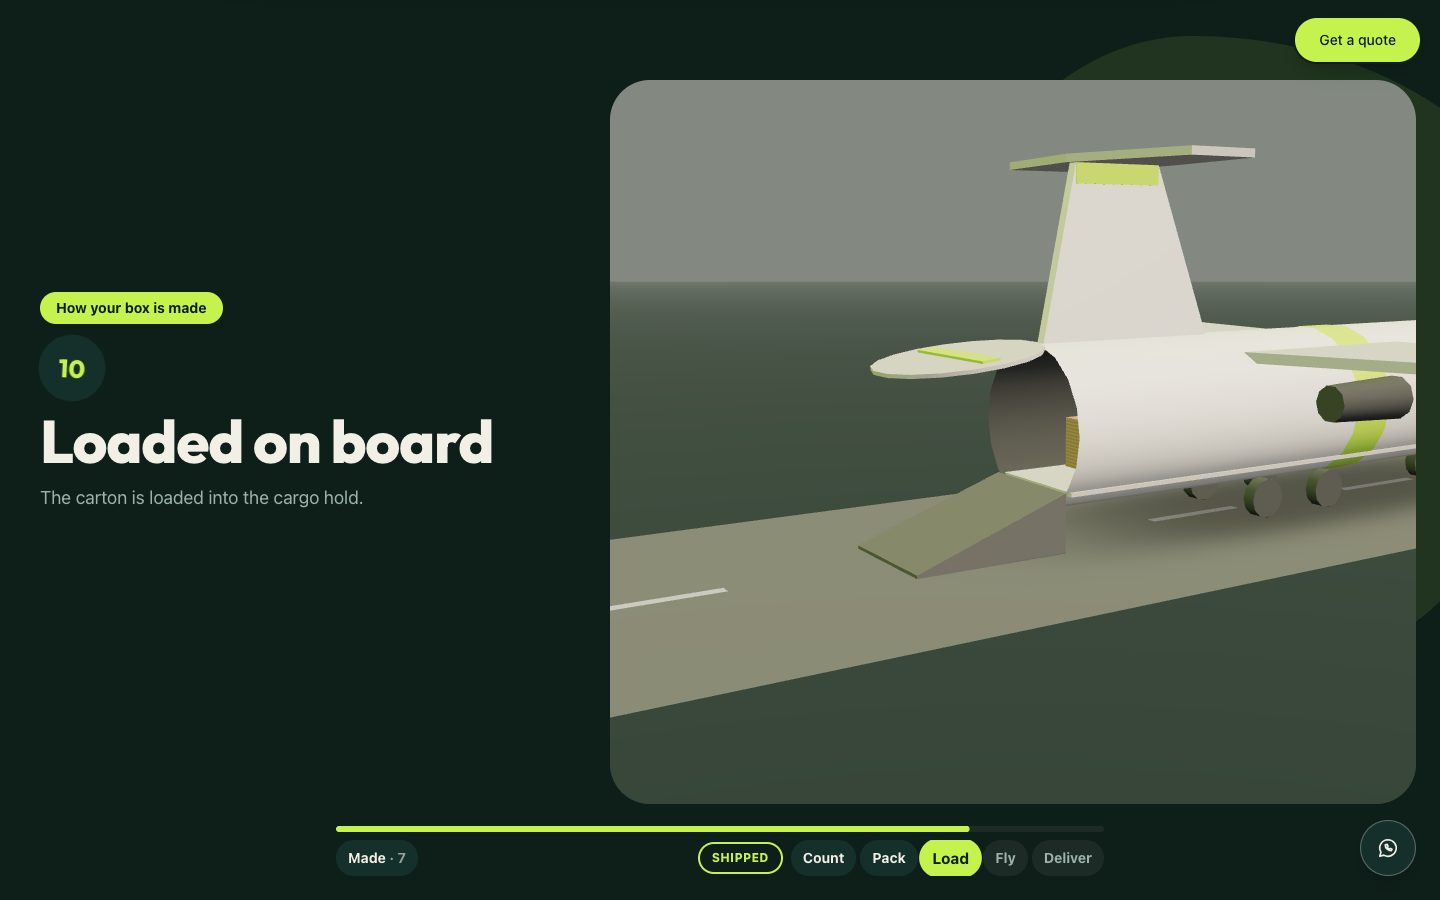 Get a quote
How your box is made
10
Loaded on board
The carton is loaded into the cargo hold.
Made · 7
SHIPPED
Count
Pack
Load
Fly
Deliver